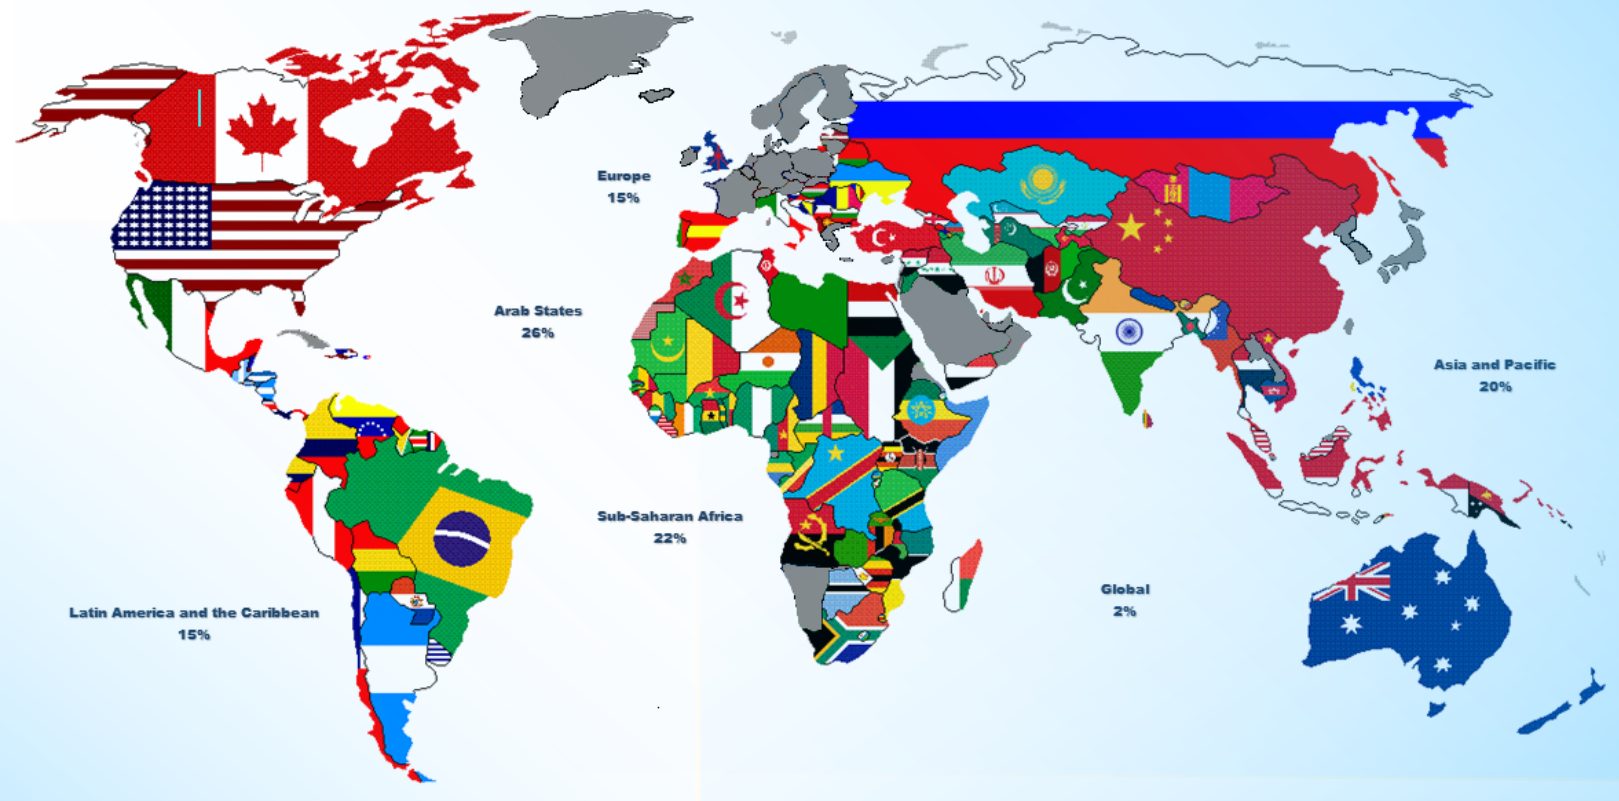 Europe
15%
Arab States
26%
Asia and Pacific
20%
Sub-Saharan Africa
22%
Global
2%
Latin America and the Caribbean
15%